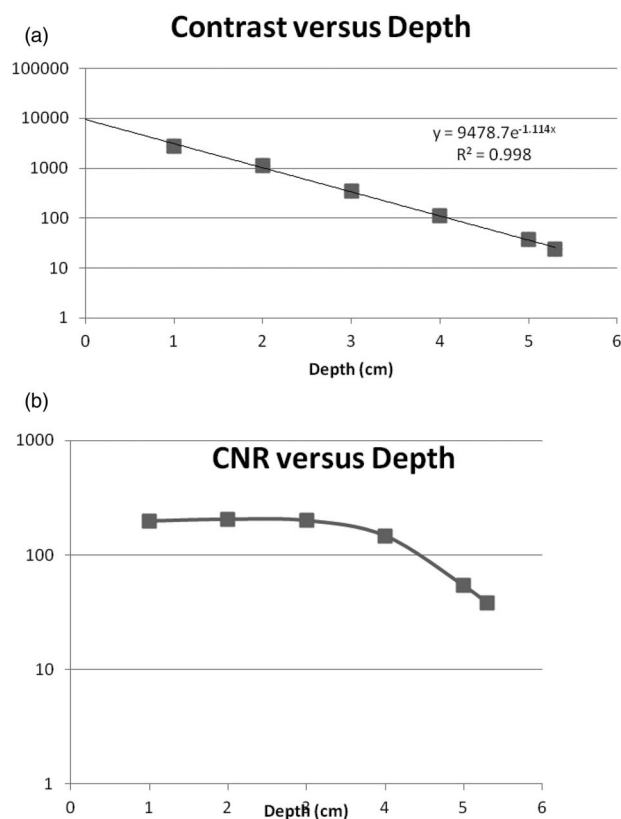 (a)
Contrast versus Depth
100000
10000
1000
100
10
1
y = 9478.7e^-1.114x
R² = 0.998
0 1 2 3 4 5 6
Depth (cm)
(b)
CNR versus Depth
1000
100
10
1
0 1 2 3 4 5 6
Depth (cm)